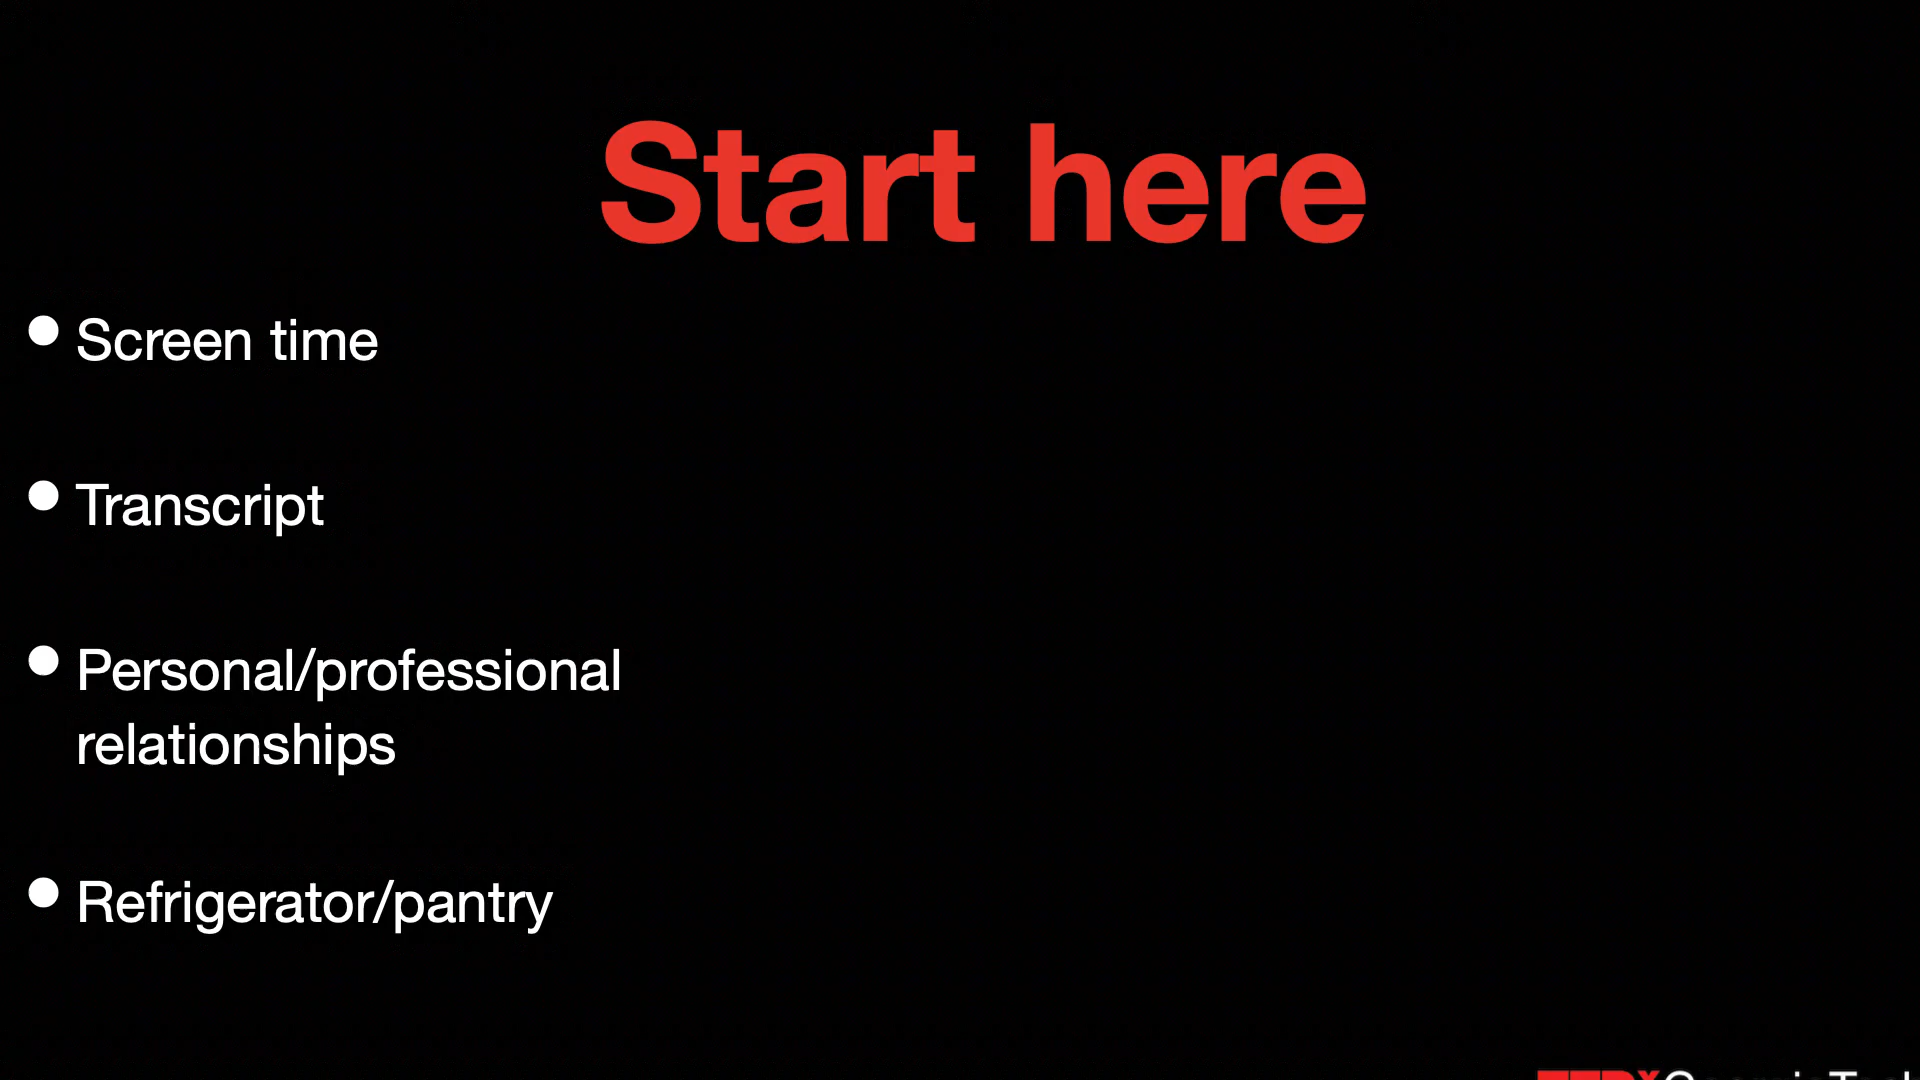 Start here
Screen time
Transcript
Personal/professional
relationships
Refrigerator/pantry